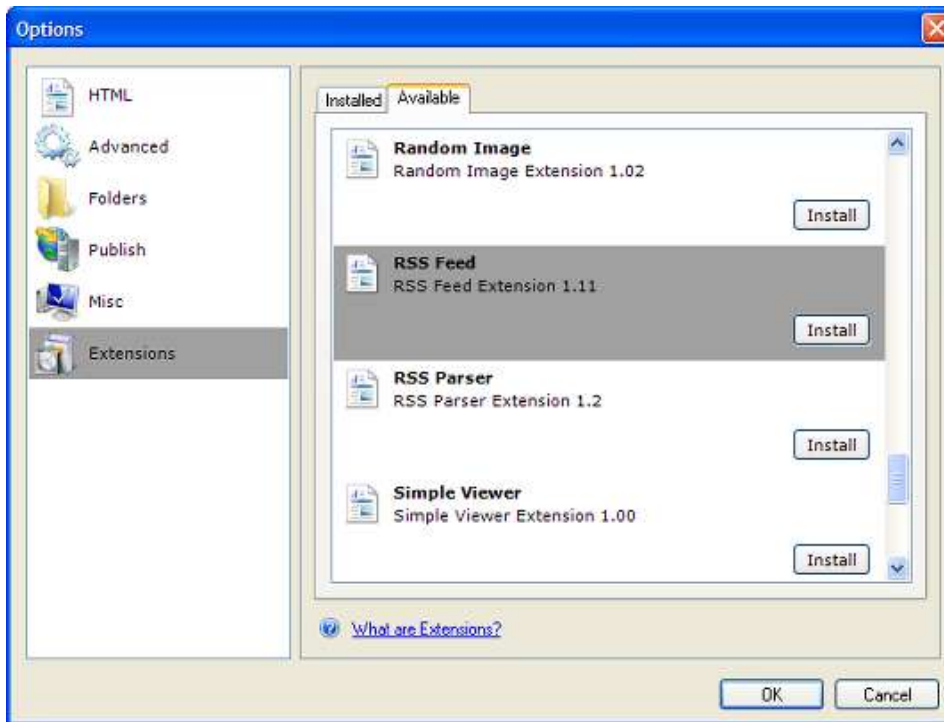 Options
HTML
Advanced
Folders
Publish
Misc
Extensions
Installed
Available
Random Image
Random Image Extension 1.02
Install
RSS Feed
RSS Feed Extension 1.11
Install
RSS Parser
RSS Parser Extension 1.2
Install
Simple Viewer
Simple Viewer Extension 1.00
Install
What are Extensions?
OK
Cancel